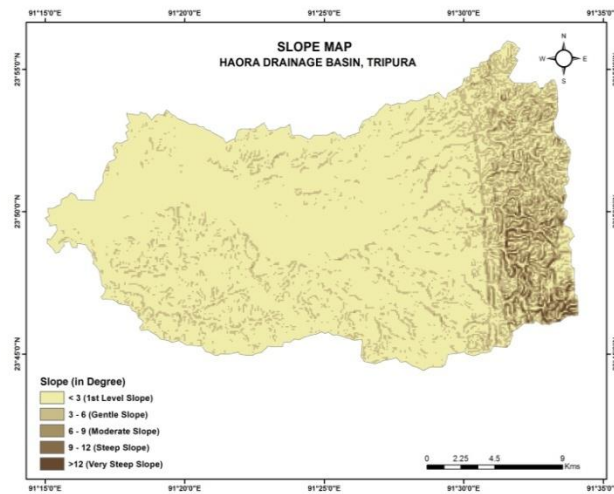 91°15'0"E 91°20'0"E 91°25'0"E 91°30'0"E 91°35'0"E
SLOPE MAP
HAORA DRAINAGE BASIN, TRIPURA
N
W E
S
23°55'0"N
23°50'0"N
23°45'0"N
Slope (in Degree)
< 3 (1st Level Slope)
3 - 6 (Gentle Slope)
6 - 9 (Moderate Slope)
9 - 12 (Steep Slope)
>12 (Very Steep Slope)
0 2.25 4.5 9
Kms
91°15'0"E 91°20'0"E 91°25'0"E 91°30'0"E 91°35'0"E